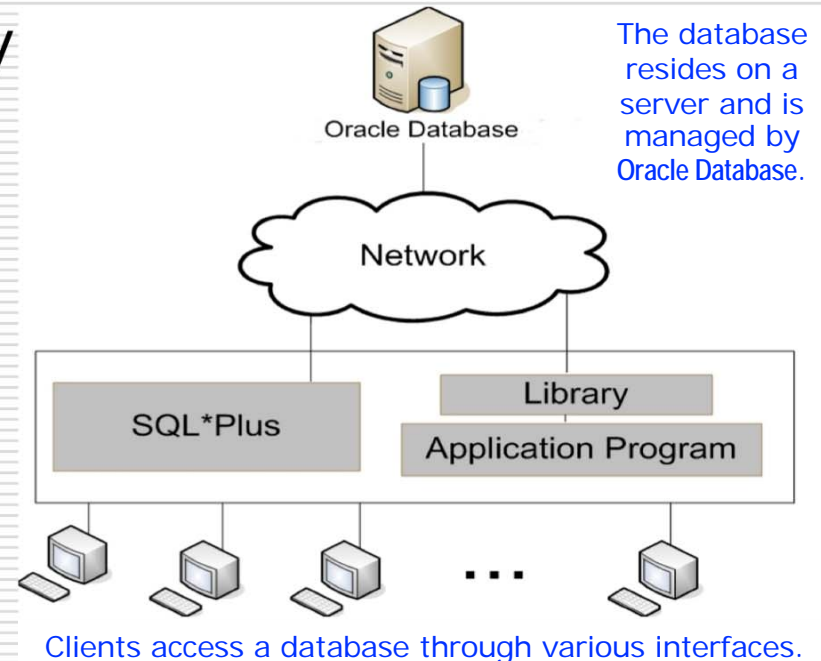 y
The database
resides on a
server and is
managed by
Oracle Database.
Oracle Database
Network
SQL*Plus
Library
Application Program
...
Clients access a database through various interfaces.